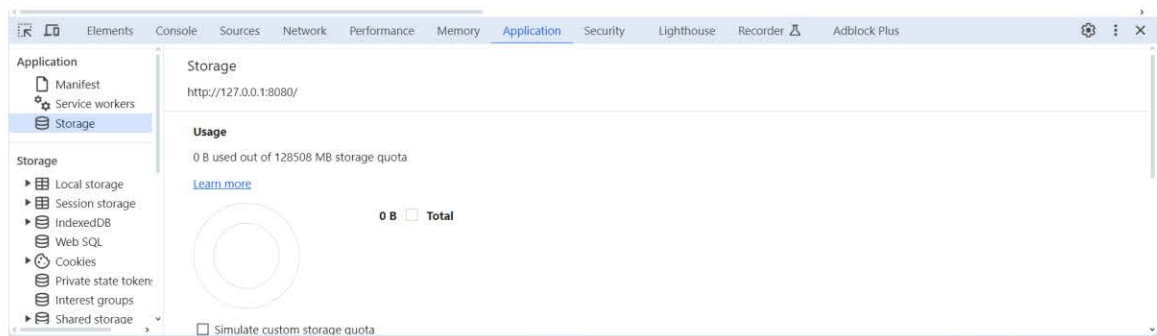 Elements Console Sources Network Performance Memory Application Security Lighthouse Recorder Adblock Plus
Application
Manifest
Service workers
Storage
Storage
Local storage
Session storage
IndexedDB
Web SQL
Cookies
Private state tokens
Interest groups
Shared storage
Storage
http://127.0.0.1:8080/
Usage
0 B used out of 128508 MB storage quota
Learn more
0 B Total
Simulate custom storage quota